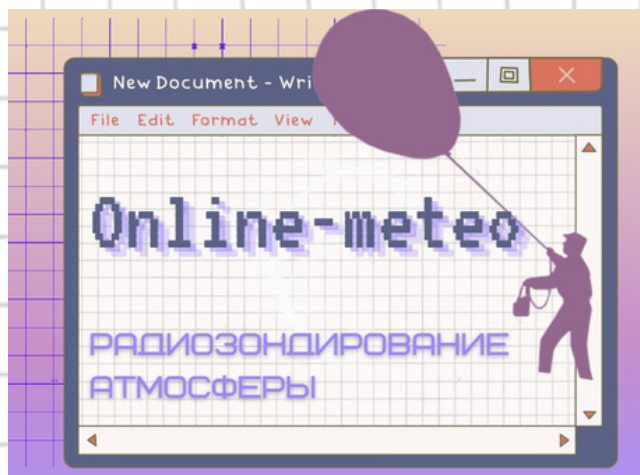 New Document - Wri
File Edit Format View
Online-meteo
РАДИОЗОНДИРОВАНИЕ
АТМОСФЕРЫ